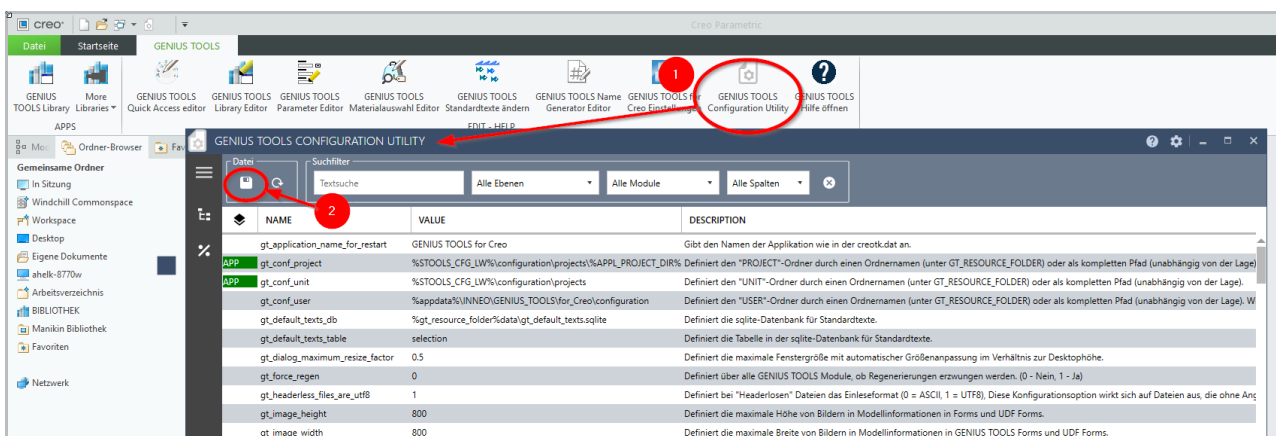 creo®
Creo Parametric
Datei Startseite GENIUS TOOLS
GENIUS TOOLS Library
More Libraries
GENIUS TOOLS Quick Access editor
GENIUS TOOLS Library Editor
GENIUS TOOLS Parameter Editor
GENIUS TOOLS Materialauswahl Editor
GENIUS TOOLS Standardtexte ändern
GENIUS TOOLS Name Generator Editor
GENIUS TOOLS for Creo Einstellungen
GENIUS TOOLS Configuration Utility
GENIUS TOOLS Hilfe öffnen
1
APPS
EDIT - HELP
Ordner-Browser
Fav
Gemeinsame Ordner
In Sitzung
Windchill Commonspace
Workspace
Desktop
Eigene Dokumente
ahelk-8770w
Arbeitsverzeichnis
BIBLIOTHEK
Manikin Bibliothek
Favoriten
Netzwerk
GENIUS TOOLS CONFIGURATION UTILITY
Datei Suchfilter
Textsuche Alle Ebenen Alle Module Alle Spalten
2
NAME VALUE DESCRIPTION
gt_application_name_for_restart GENIUS TOOLS for Creo Gibt den Namen der Applikation wie in der creotk.dat an.
APP gt_conf_project %STOOLS_CFG_LW%\configuration\projects\%APPL_PROJECT_DIR% Definiert den "PROJECT"-Ordner durch einen Ordnernamen (unter GT_RESOURCE_FOLDER) oder als kompletten Pfad (unabhängig von der Lage)
APP gt_conf_unit %STOOLS_CFG_LW%\configuration\projects Definiert den "UNIT"-Ordner durch einen Ordnernamen (unter GT_RESOURCE_FOLDER) oder als kompletten Pfad (unabhängig von der Lage).
gt_conf_user %appdata%\INNEO\GENIUS_TOOLS\for_Creo\configuration Definiert den "USER"-Ordner durch einen Ordnernamen (unter GT_RESOURCE_FOLDER) oder als kompletten Pfad (unabhängig von der Lage). W
gt_default_texts_db %gt_resource_folder%data\gt_default_texts.sqlite Definiert die sqlite-Datenbank für Standardtexte.
gt_default_texts_table selection Definiert die Tabelle in der sqlite-Datenbank für Standardtexte.
gt_dialog_maximum_resize_factor 0.5 Definiert die maximale Fenstergröße mit automatischer Größenanpassung im Verhältnis zur Desktophöhe.
gt_force_regen 0 Definiert über alle GENIUS TOOLS Module, ob Regenerierungen erzwungen werden. (0 - Nein, 1 - Ja)
gt_headerless_files_are_utf8 1 Definiert bei "Headerlosen" Dateien das Einleseformat (0 = ASCII, 1 = UTF8), Diese Konfigurationsoption wirkt sich auf Dateien aus, die ohne Ang
gt_image_height 800 Definiert die maximale Höhe von Bildern in Modellinformationen in Forms und UDF Forms.
gt_image_width 800 Definiert die maximale Breite von Bildern in Modellinformationen in GENIUS TOOLS Forms und UDF Forms.